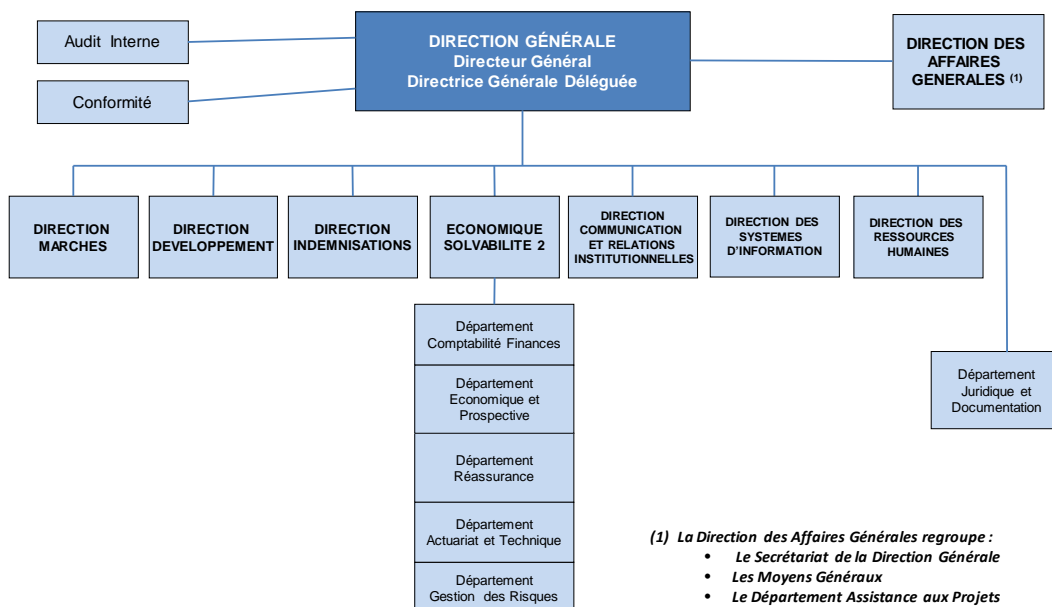 Audit Interne
Conformité
DIRECTION GÉNÉRALE
Directeur Général
Directrice Générale Déléguée
DIRECTION DES
AFFAIRES
GENERALES (1)
DIRECTION
MARCHES
DIRECTION
DEVELOPPEMENT
DIRECTION
INDEMNISATIONS
ECONOMIQUE
SOLVABILITE 2
DIRECTION
COMMUNICATION
ET RELATIONS
INSTITUTIONNELLES
DIRECTION DES
SYSTEMES
D'INFORMATION
DIRECTION DES
RESSOURCES
HUMAINES
Département
Comptabilité Finances
Département
Economique et
Prospective
Département
Réassurance
Département
Actuariat et Technique
Département
Gestion des Risques
Département
Juridique et
Documentation
(1) La Direction des Affaires Générales regroupe :
• Le Secrétariat de la Direction Générale
• Les Moyens Généraux
• Le Département Assistance aux Projets